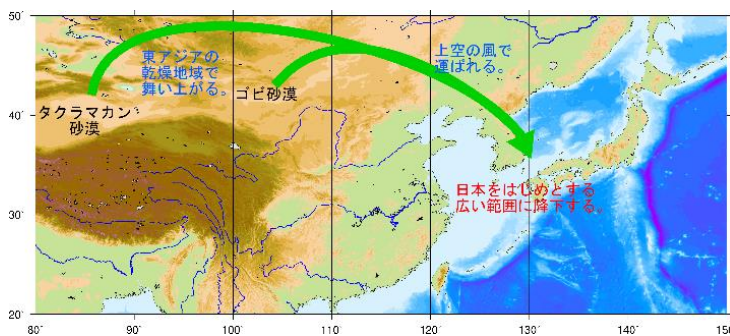 50°
40°
30°
20°
東アジアの
乾燥地域で
舞い上がる。
上空の風で
運ばれる。
タクラマカン
砂漠
ゴビ砂漠
日本をはじめとする
広い範囲に降下する。
80°
90°
100°
110°
120°
130°
140°
150°